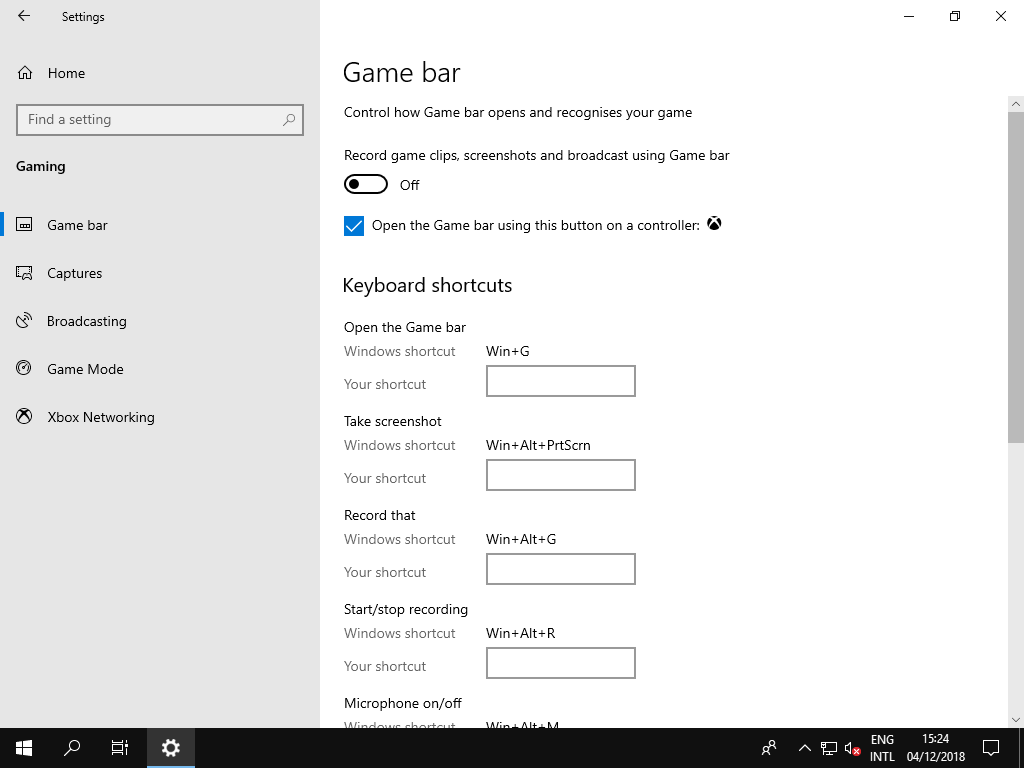 Settings
Home
Find a setting
Gaming
Game bar
Captures
Broadcasting
Game Mode
Xbox Networking
Game bar
Control how Game bar opens and recognises your game
Record game clips, screenshots and broadcast using Game bar
Off
Open the Game bar using this button on a controller:
Keyboard shortcuts
Open the Game bar
Windows shortcut Win+G
Your shortcut
Take screenshot
Windows shortcut Win+Alt+PrtScrn
Your shortcut
Record that
Windows shortcut Win+Alt+G
Your shortcut
Start/stop recording
Windows shortcut Win+Alt+R
Your shortcut
Microphone on/off
Windows shortcut Win+Alt+M
ENG 15:24
INTL 04/12/2018